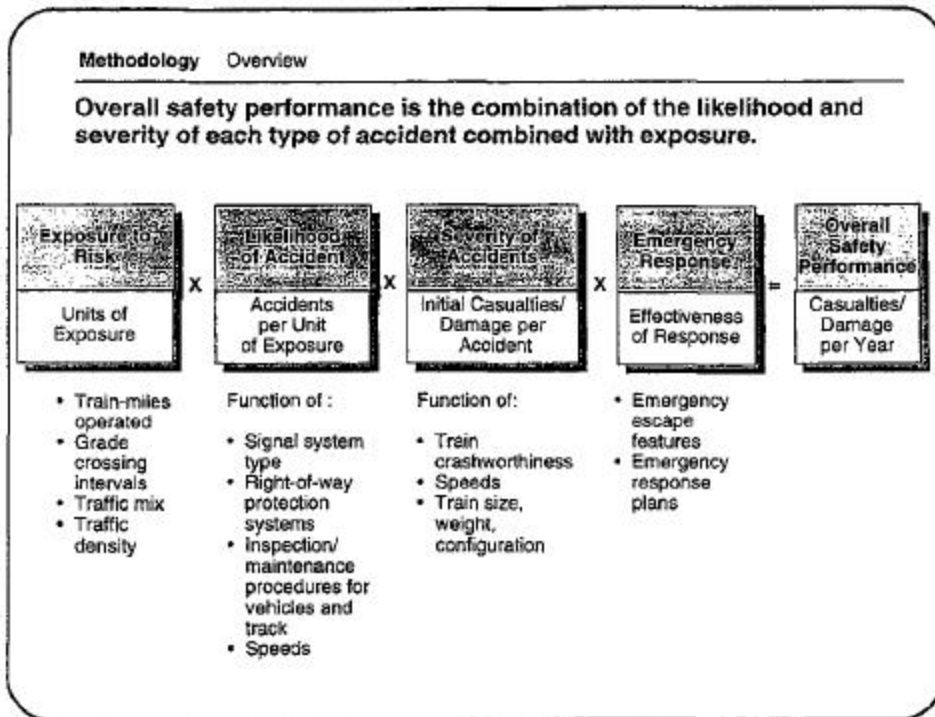 Methodology Overview
Overall safety performance is the combination of the likelihood and
severity of each type of accident combined with exposure.
Exposure to
Risk
Units of
Exposure
x
Likelihood
of Accident
Accidents
per Unit
of Exposure
x
Severity of
Accidents
Initial Casualties/
Damage per
Accident
x
Emergency
Response
Effectiveness
of Response
=
Overall
Safety
Performance
Casualties/
Damage
per Year
• Train-miles
operated
• Grade
crossing
intervals
• Traffic mix
• Traffic
density
Function of :
• Signal system
type
• Right-of-way
protection
systems
• Inspection/
maintenance
procedures for
vehicles and
track
• Speeds
Function of:
• Train
crashworthiness
• Speeds
• Train size,
weight,
configuration
• Emergency
escape
features
• Emergency
response
plans